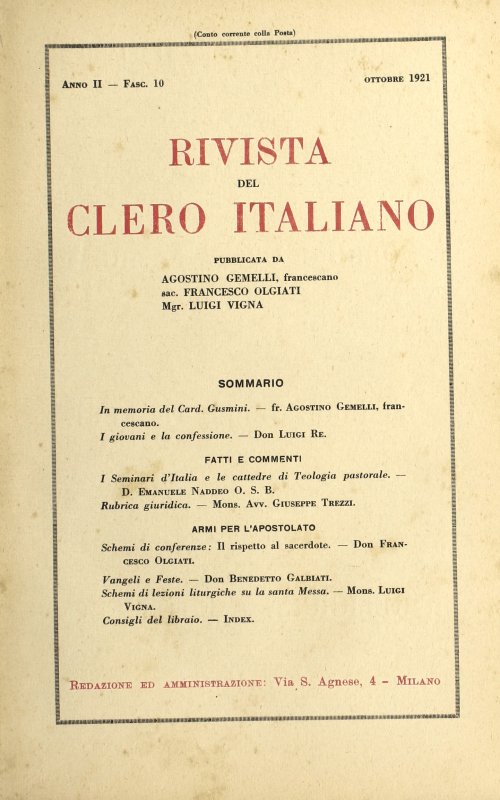 (Conto corrente colla Posta)
Anno II — Fasc. 10
ottobre 1921
RIVISTA
DEL
CLERO ITALIANO
PUBBLICATA DA
AGOSTINO GEMELLI, francescano
sac. FRANCESCO OLGIATI
Mgr. LUIGI VIGNA
SOMMARIO
In memoria del Card. Gusmini. — fr. Agostino Gemelli, fran-
cescano.
I giovani e la confessione. — Don Luigi Re.
FATTI E COMMENTI
I Seminari d'Italia e le cattedre di Teologia pastorale. —
D. Emanuele Naddeo O. S. B.
Rubrica giuridica. — Mons. Avv. Giuseppe Trezzi.
ARMI PER L'APOSTOLATO
Schemi di conferenze: Il rispetto al sacerdote. — Don Fran-
cesco Olgiati.
Vangeli e Feste. — Don Benedetto Galbiati.
Schemi di lezioni liturgiche su la santa Messa. — Mons. Luigi
Vigna.
Consigli del libraio. — Index.
Redazione ed amministrazione: Via S. Agnese, 4 – Milano